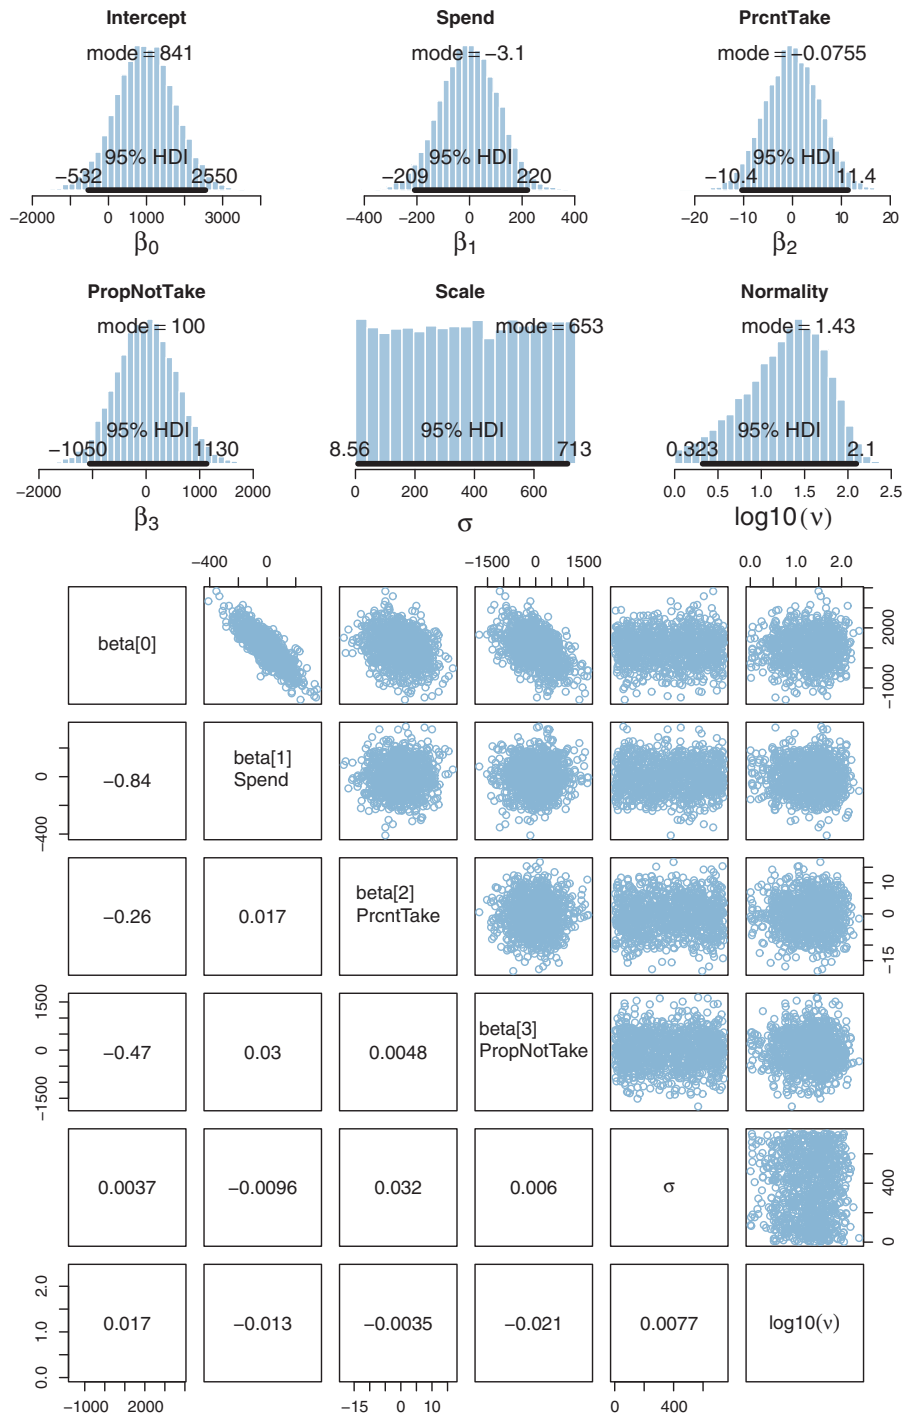 Intercept
mode = 841
95% HDI
−532 2550
−2000 0 1000 3000
β0
Spend
mode = −3.1
95% HDI
−209 220
−400 −200 0 200 400
β1
PrcntTake
mode = −0.0755
95% HDI
−10.4 11.4
−20 −10 0 10 20
β2
PropNotTake
mode = 100
95% HDI
−1050 1130
−2000 0 1000 2000
β3
Scale
mode = 653
95% HDI
8.56 713
0 200 400 600
σ
Normality
mode = 1.43
95% HDI
0.323 2.1
0.0 0.5 1.0 1.5 2.0 2.5
log10(ν)
−400 0
−1500 0 1500
0.0 1.0 2.0
beta[0]
−1000 2000
−400 0
−0.84
beta[1]
Spend
−0.26
0.017
beta[2]
PrcntTake
−15 0 10
−1500 0 1500
−0.47
0.03
0.0048
beta[3]
PropNotTake
0.0037
−0.0096
0.032
0.006
σ
0 400
0.0 1.0 2.0
0.017
−0.013
−0.0035
−0.021
0.0077
log10(ν)
−1000 2000
−15 0 10
0 400